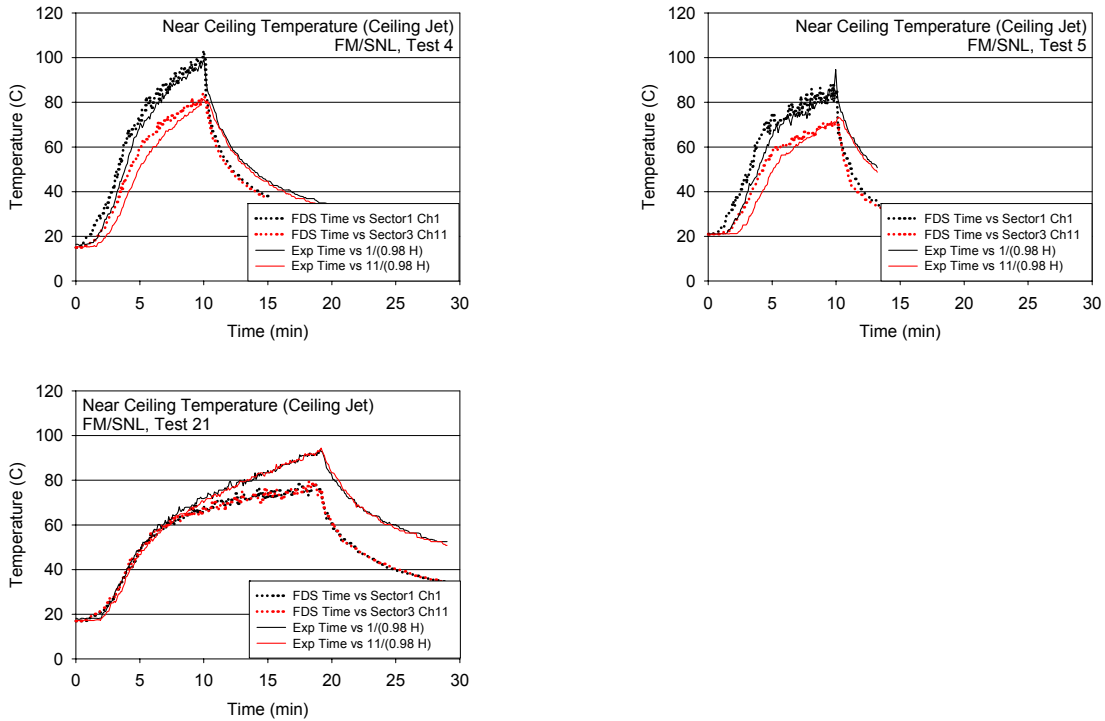 Near Ceiling Temperature (Ceiling Jet)
FM/SNL, Test 4
Temperature (C)
120
100
80
60
40
20
0
FDS Time vs Sector1 Ch1
FDS Time vs Sector3 Ch11
Exp Time vs 1/(0.98 H)
Exp Time vs 11/(0.98 H)
0 5 10 15 20 25 30
Time (min)
Near Ceiling Temperature (Ceiling Jet)
FM/SNL, Test 5
Temperature (C)
120
100
80
60
40
20
0
FDS Time vs Sector1 Ch1
FDS Time vs Sector3 Ch11
Exp Time vs 1/(0.98 H)
Exp Time vs 11/(0.98 H)
0 5 10 15 20 25 30
Time (min)
Near Ceiling Temperature (Ceiling Jet)
FM/SNL, Test 21
Temperature (C)
120
100
80
60
40
20
0
FDS Time vs Sector1 Ch1
FDS Time vs Sector3 Ch11
Exp Time vs 1/(0.98 H)
Exp Time vs 11/(0.98 H)
0 5 10 15 20 25 30
Time (min)